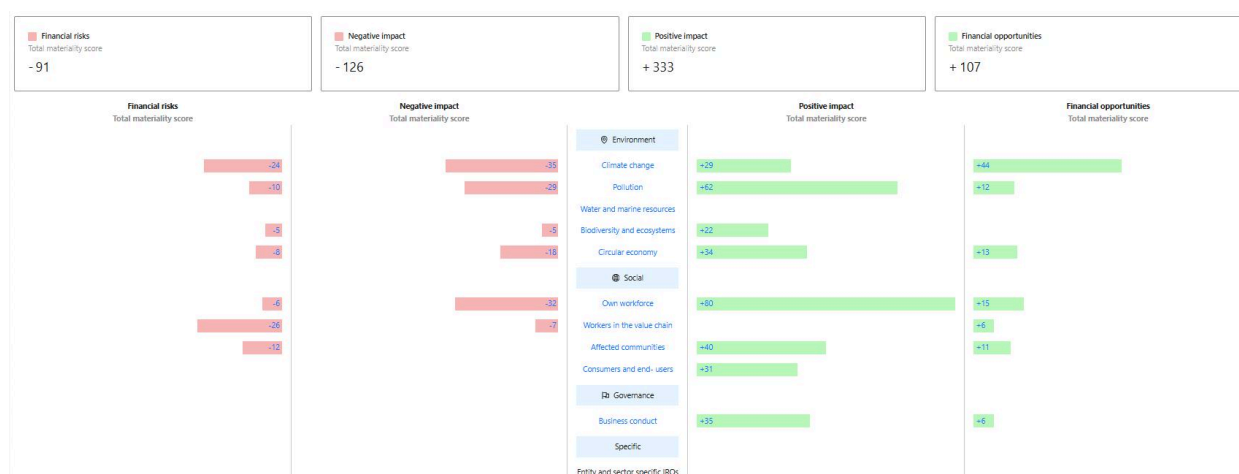 Financial risks
Total materiality score
- 91
Negative impact
Total materiality score
- 126
Positive impact
Total materiality score
+ 333
Financial opportunities
Total materiality score
+ 107
Financial risks
Total materiality score
Negative impact
Total materiality score
Positive impact
Total materiality score
Financial opportunities
Total materiality score
Environment
-24 -35 Climate change +29 +44
-10 -29 Pollution +62 +12
Water and marine resources
-5 -5 Biodiversity and ecosystems +22
-8 -18 Circular economy +34 +13
Social
-6 -32 Own workforce +80 +15
-26 -7 Workers in the value chain +6
-12 Affected communities +40 +11
Consumers and end- users +31
Governance
Business conduct +35 +6
Specific
Entity and sector specific IROs